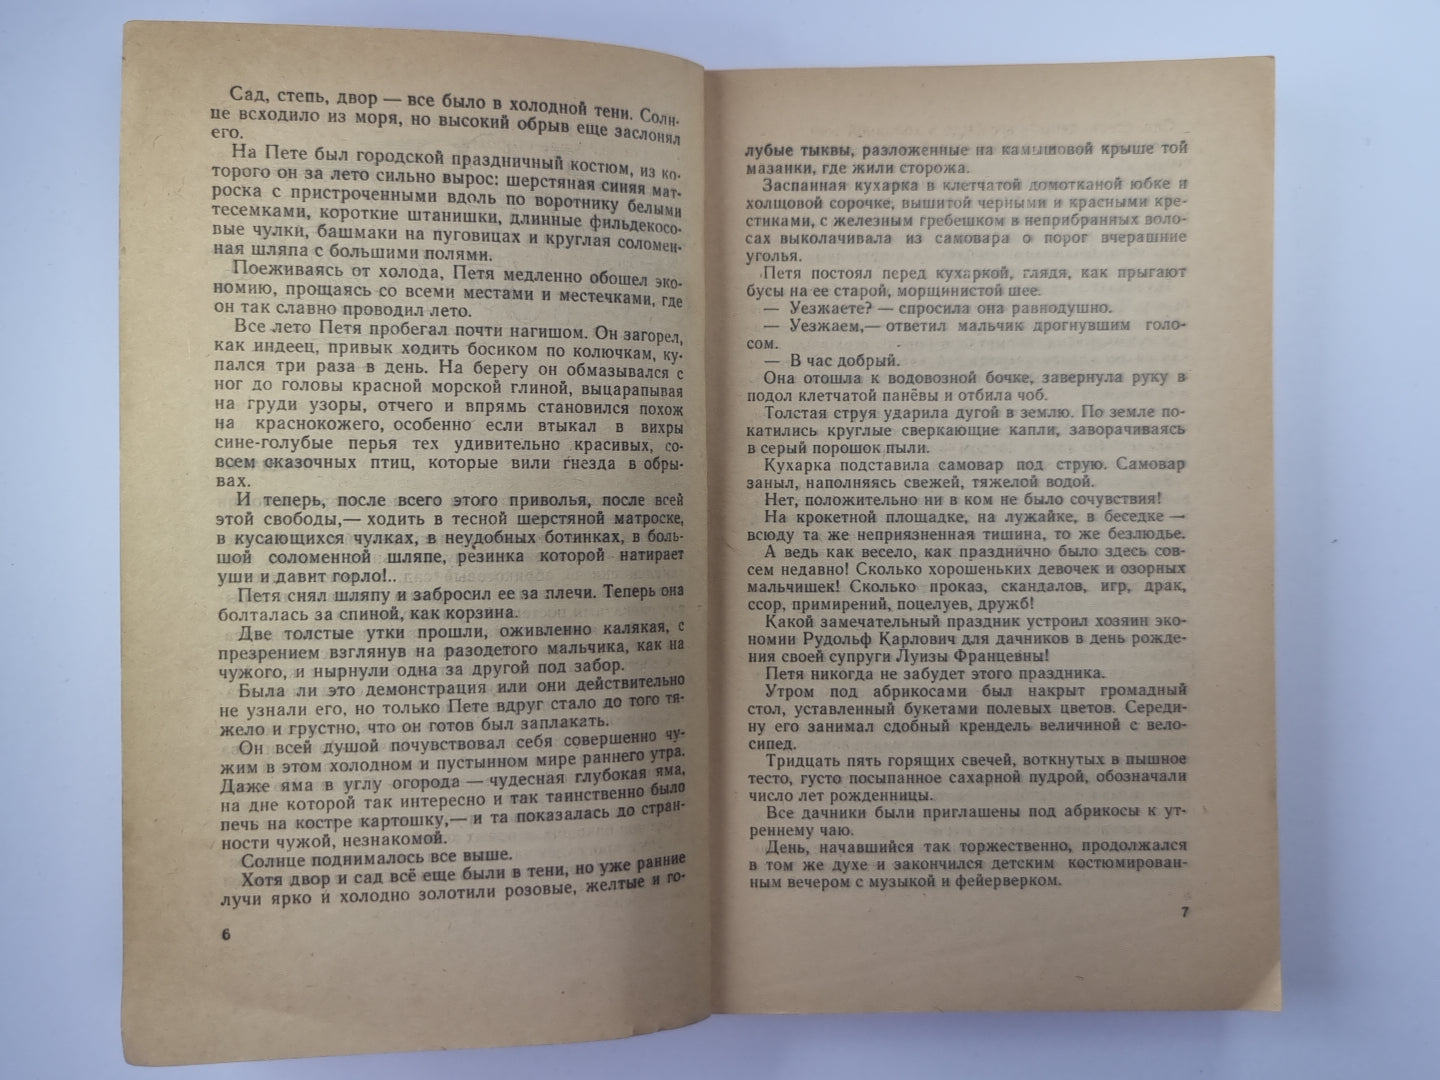 Сад, степь, двор — все было в холодной тени. Солн-
це всходило из моря, но высокий обрыв еще заслонял
его.
На Пете был городской праздничный костюм, из ко-
торого он за лето сильно вырос: шерстяная синяя мат-
роска с пристроченными вдоль по воротнику белыми
тесемками, короткие штанишки, длинные фильдекосо-
вые чулки, башмаки на пуговицах и круглая соломен-
ная шляпа с большими полями.
Поеживаясь от холода, Петя медленно обошел эко-
номию, прощаясь со всеми местами и местечками, где
он так славно проводил лето.
Все лето Петя пробегал почти нагишом. Он загорел,
как индеец, привык ходить босиком по колючкам, ку-
пался три раза в день. На берегу он обмазывался с
ног до головы красной морской глиной, выцарапывая
на груди узоры, отчего и впрямь становился похож
на краснокожего, особенно если втыкал в вихры
сине-голубые перья тех удивительно красивых, со-
всем сказочных птиц, которые вили гнезда в обры-
вах.
И теперь, после всего этого приволья, после всей
этой свободы,— ходить в тесной шерстяной матроске,
в кусающихся чулках, в неудобных ботинках, в боль-
шой соломенной шляпе, резинка которой натирает
уши и давит горло!..
Петя снял шляпу и забросил ее за плечи. Теперь она
болталась за спиной, как корзина.
Две толстые утки прошли, оживленно калякая, с
презрением взглянув на разодетого мальчика, как на
чужого, и нырнули одна за другой под забор.
Была ли это демонстрация или они действительно
не узнали его, но только Пете вдруг стало до того тя-
жело и грустно, что он готов был заплакать.
Он всей душой почувствовал себя совершенно чу-
жим в этом холодном и пустынном мире раннего утра.
Даже яма в углу огорода — чудесная глубокая яма,
на дне которой так интересно и так таинственно было
печь на костре картошку,— и та показалась до стран-
ности чужой, незнакомой.
Солнце поднималось все выше.
Хотя двор и сад всё еще были в тени, но уже ранние
лучи ярко и холодно золотили розовые, желтые и го-
6
лубые тыквы, разложенные на камышовой крыше той
мазанки, где жили сторожа.
Заспанная кухарка в клетчатой домотканой юбке и
холщовой сорочке, вышитой черными и красными кре-
стиками, с железным гребешком в неприбранных воло-
сах выколачивала из самовара о порог вчерашние
уголья.
Петя постоял перед кухаркой, глядя, как прыгают
бусы на ее старой, морщинистой шее.
— Уезжаете? — спросила она равнодушно.
— Уезжаем,— ответил мальчик дрогнувшим голо-
сом.
— В час добрый.
Она отошла к водовозной бочке, завернула руку в
подол клетчатой панёвы и отбила чоб.
Толстая струя ударила дугой в землю. По земле по-
катились круглые сверкающие капли, заворачиваясь
в серый порошок пыли.
Кухарка подставила самовар под струю. Самовар
заныл, наполняясь свежей, тяжелой водой.
Нет, положительно ни в ком не было сочувствия!
На крокетной площадке, на лужайке, в беседке —
всюду та же неприязненная тишина, то же безлюдье.
А ведь как весело, как празднично было здесь сов-
сем недавно! Сколько хорошеньких девочек и озорных
мальчишек! Сколько проказ, скандалов, игр, драк,
ссор, примирений, поцелуев, дружб!
Какой замечательный праздник устроил хозяин эко-
номии Рудольф Карлович для дачников в день рожде-
ния своей супруги Луизы Францевны!
Петя никогда не забудет этого праздника.
Утром под абрикосами был накрыт громадный
стол, уставленный букетами полевых цветов. Середи-
ну его занимал сдобный крендель величиной с вело-
сипед.
Тридцать пять горящих свечей, воткнутых в пышное
тесто, густо посыпанное сахарной пудрой, обозначали
число лет рожденницы.
Все дачники были приглашены под абрикосы к ут-
реннему чаю.
День, начавшийся так торжественно, продолжался
в том же духе и закончился детским костюмирован-
ным вечером с музыкой и фейерверком.
7